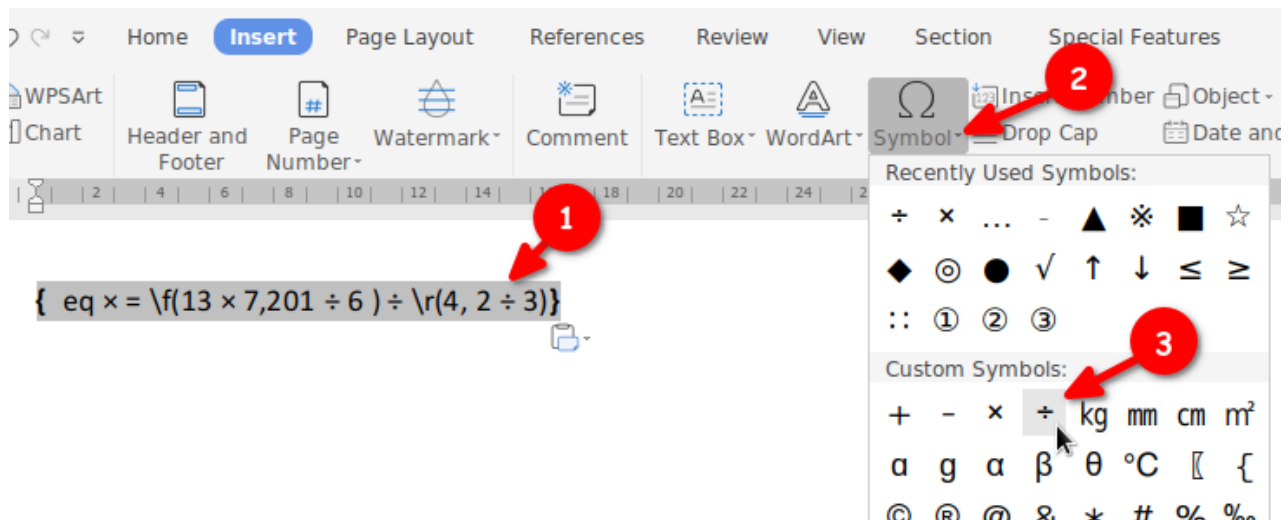 Home Insert Page Layout References Review View Section Special Features
2
WPSArt Object
Chart Header and Page Watermark Comment Text Box WordArt Symbol Drop Cap Date and
Footer Number
Recently Used Symbols:
2 4 6 8 10 12 14 18 20 22 24 2
÷ × … - ▲ ※ ■ ☆
1
◆ ◎ ● √ ↑ ↓ ≤ ≥
{ eq × = \f(13 × 7,201 ÷ 6 ) ÷ \r(4, 2 ÷ 3)}
∷ ① ② ③
3
Custom Symbols:
+ - × ÷ kg mm cm m²
ɑ g α β θ °C 〖 {
© ® @ & * # % ‰